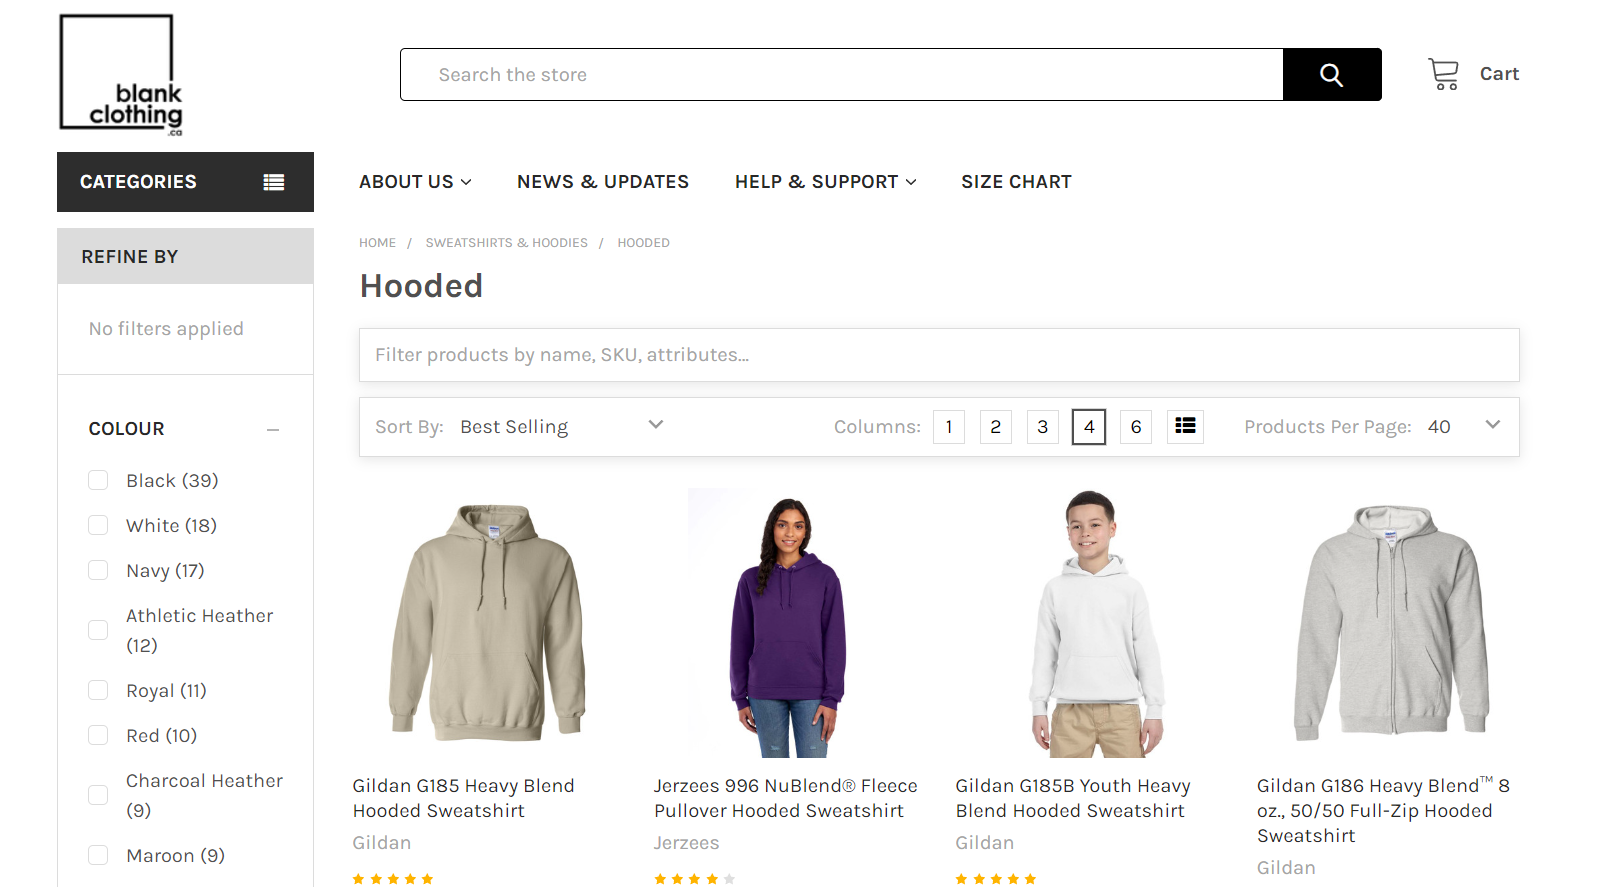 blank
clothing
.ca
Search the store
Cart
CATEGORIES
ABOUT US
NEWS & UPDATES
HELP & SUPPORT
SIZE CHART
REFINE BY
No filters applied
COLOUR
Black (39)
White (18)
Navy (17)
Athletic Heather
(12)
Royal (11)
Red (10)
Charcoal Heather
(9)
Maroon (9)
HOME / SWEATSHIRTS & HOODIES / HOODED
Hooded
Filter products by name, SKU, attributes...
Sort By: Best Selling
Columns: 1 2 3 4 6
Products Per Page: 40
Gildan G185 Heavy Blend
Hooded Sweatshirt
Gildan
Jerzees 996 NuBlend® Fleece
Pullover Hooded Sweatshirt
Jerzees
Gildan G185B Youth Heavy
Blend Hooded Sweatshirt
Gildan
Gildan G186 Heavy Blend™ 8
oz., 50/50 Full-Zip Hooded
Sweatshirt
Gildan